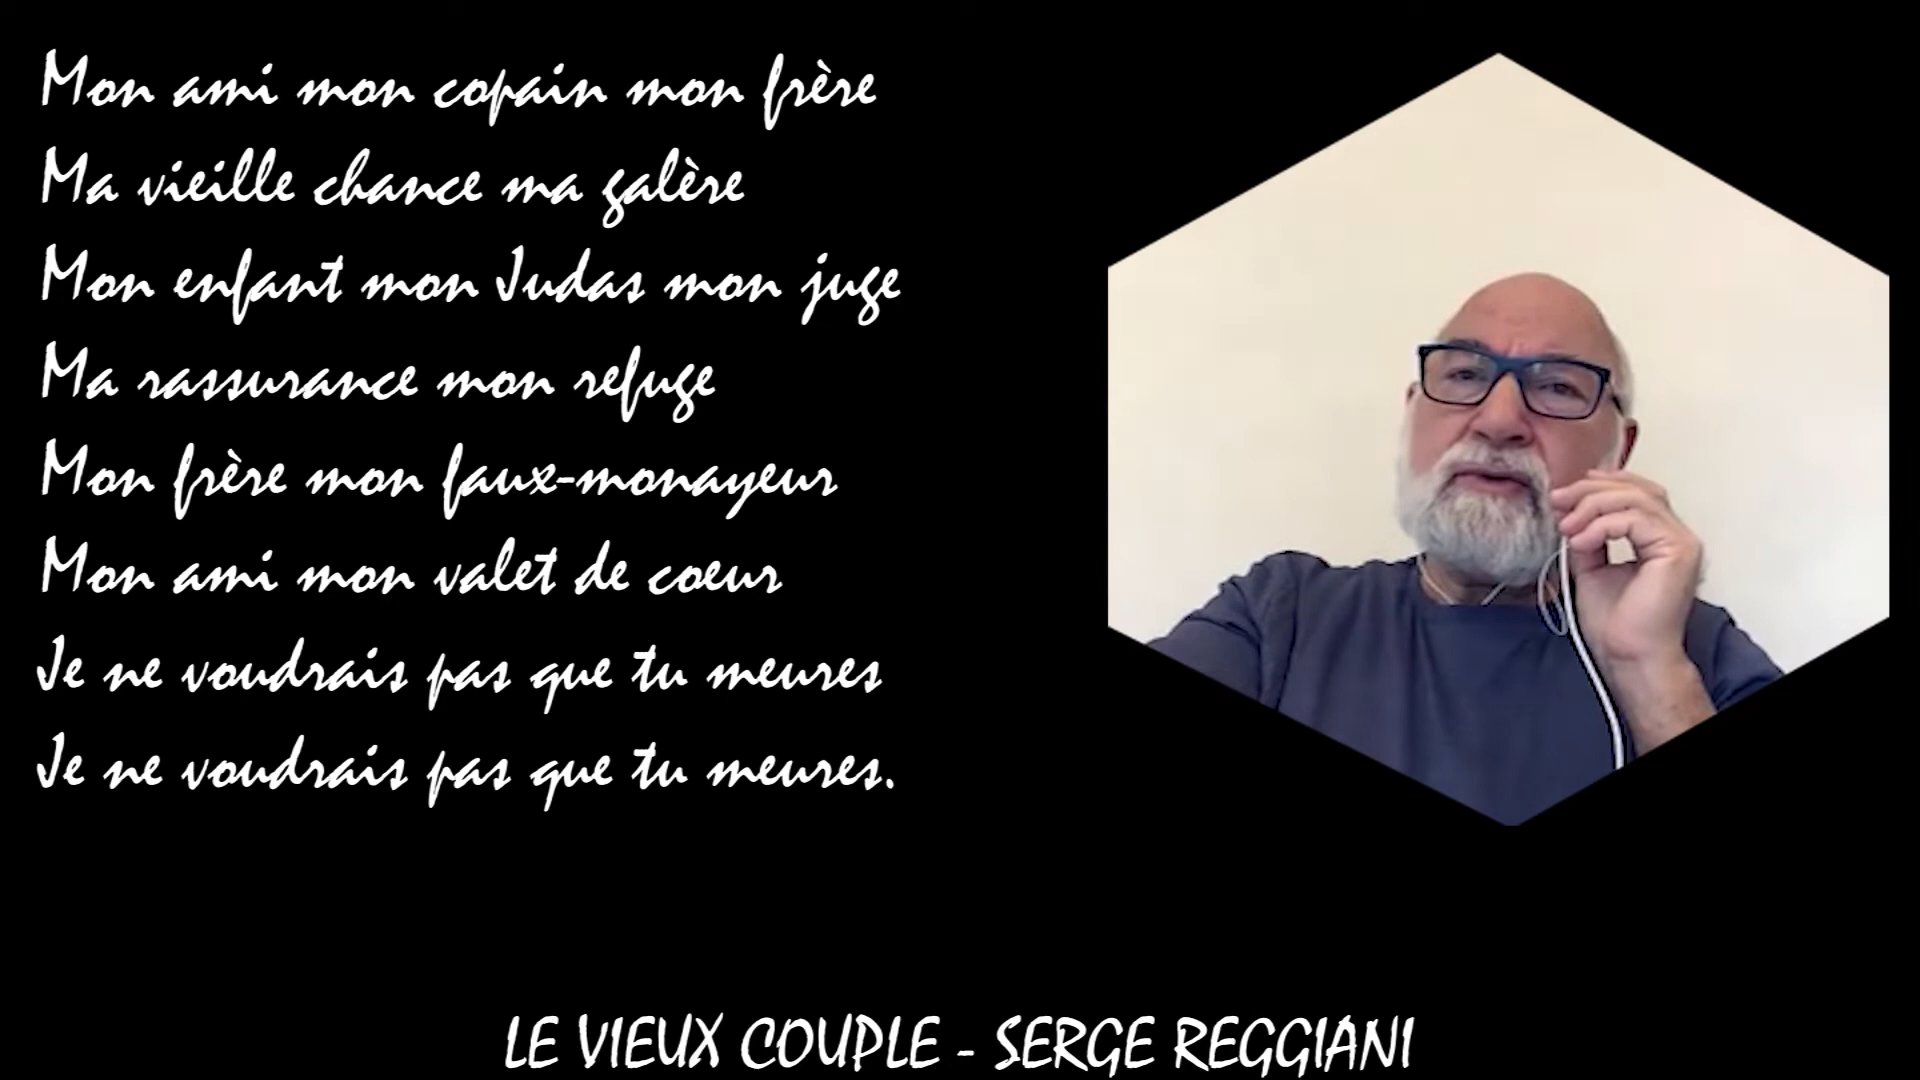 Mon ami mon copain mon frère
Ma vieille chance ma galère
Mon enfant mon Judas mon juge
Ma rassurance mon refuge
Mon frère mon faux-monayeur
Mon ami mon valet de coeur
Je ne voudrais pas que tu meures
Je ne voudrais pas que tu meures.
LE VIEUX COUPLE - SERGE REGGIANI